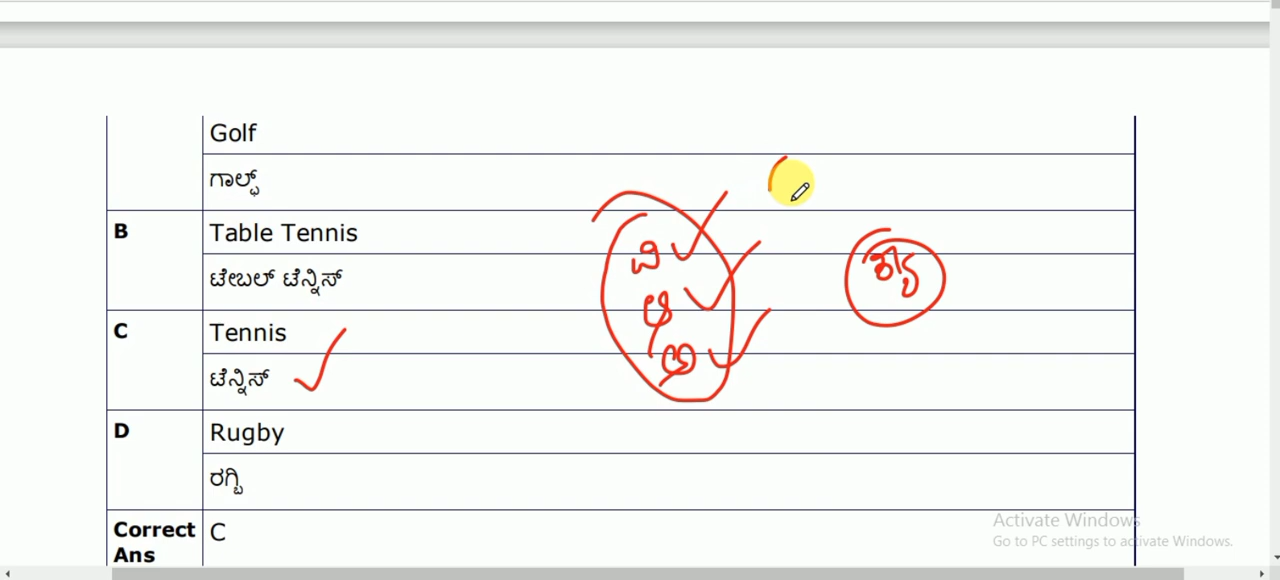 Golf
ಗಾಲ್ಫ್
B
Table Tennis
ಟೇಬಲ್ ಟೆನ್ನಿಸ್
C
Tennis
ಟೆನ್ನಿಸ್
D
Rugby
ರಗ್ಬಿ
Correct Ans
C
ವಿ
Activate Windows
Go to PC settings to activate Windows.